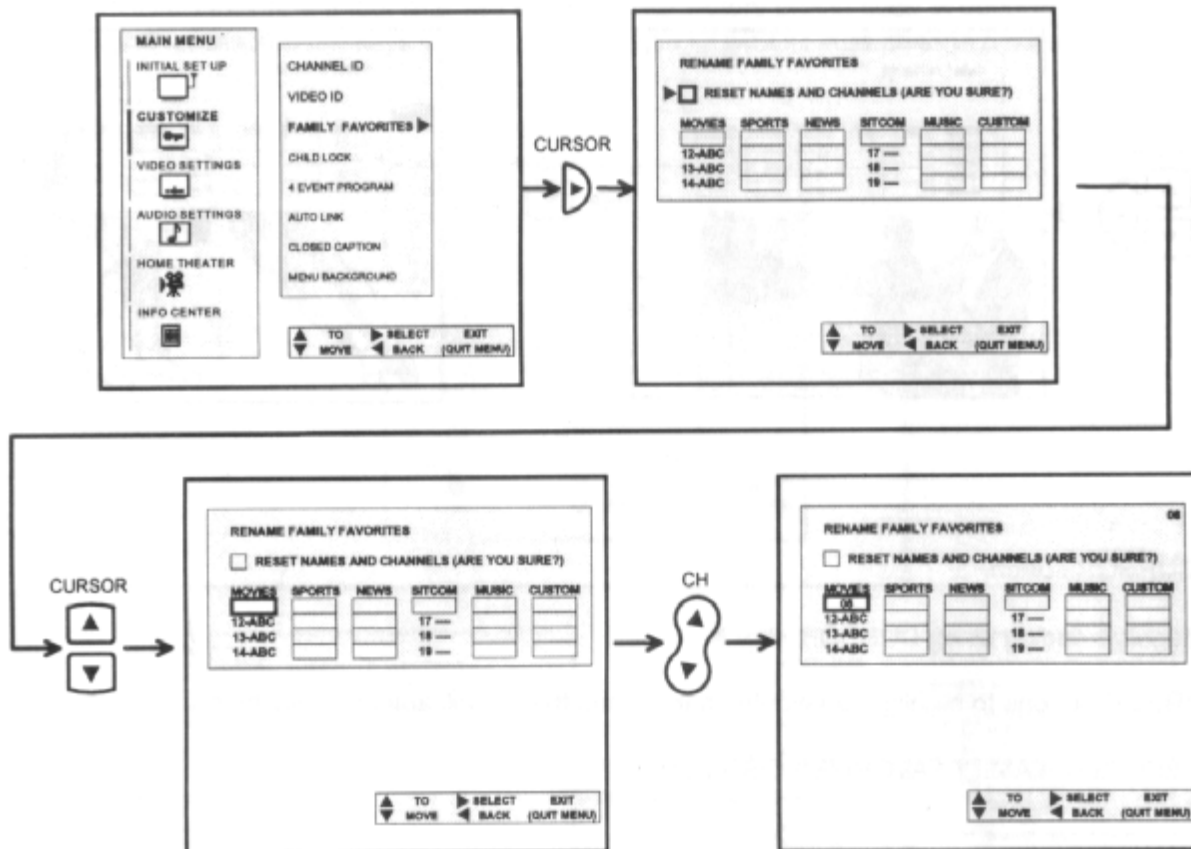 MAIN MENU
INITIAL SET UP
CUSTOMIZE
VIDEO SETTINGS
AUDIO SETTINGS
HOME THEATER
INFO CENTER
CHANNEL ID
VIDEO ID
FAMILY FAVORITES
CHILD LOCK
4 EVENT PROGRAM
AUTO LINK
CLOSED CAPTION
MENU BACKGROUND
TO SELECT EXIT
MOVE BACK (QUIT MENU)
CURSOR
RENAME FAMILY FAVORITES
RESET NAMES AND CHANNELS (ARE YOU SURE?)
MOVIES SPORTS NEWS SITCOM MUSIC CUSTOM
12-ABC 17 ----
13-ABC 18 ----
14-ABC 19 ----
TO SELECT EXIT
MOVE BACK (QUIT MENU)
CURSOR
RENAME FAMILY FAVORITES
RESET NAMES AND CHANNELS (ARE YOU SURE?)
MOVIES SPORTS NEWS SITCOM MUSIC CUSTOM
12-ABC 17 ----
13-ABC 18 ----
14-ABC 19 ----
TO SELECT EXIT
MOVE BACK (QUIT MENU)
CH
06
RENAME FAMILY FAVORITES
RESET NAMES AND CHANNELS (ARE YOU SURE?)
MOVIES SPORTS NEWS SITCOM MUSIC CUSTOM
06
12-ABC 17 ----
13-ABC 18 ----
14-ABC 19 ----
TO SELECT EXIT
MOVE BACK (QUIT MENU)